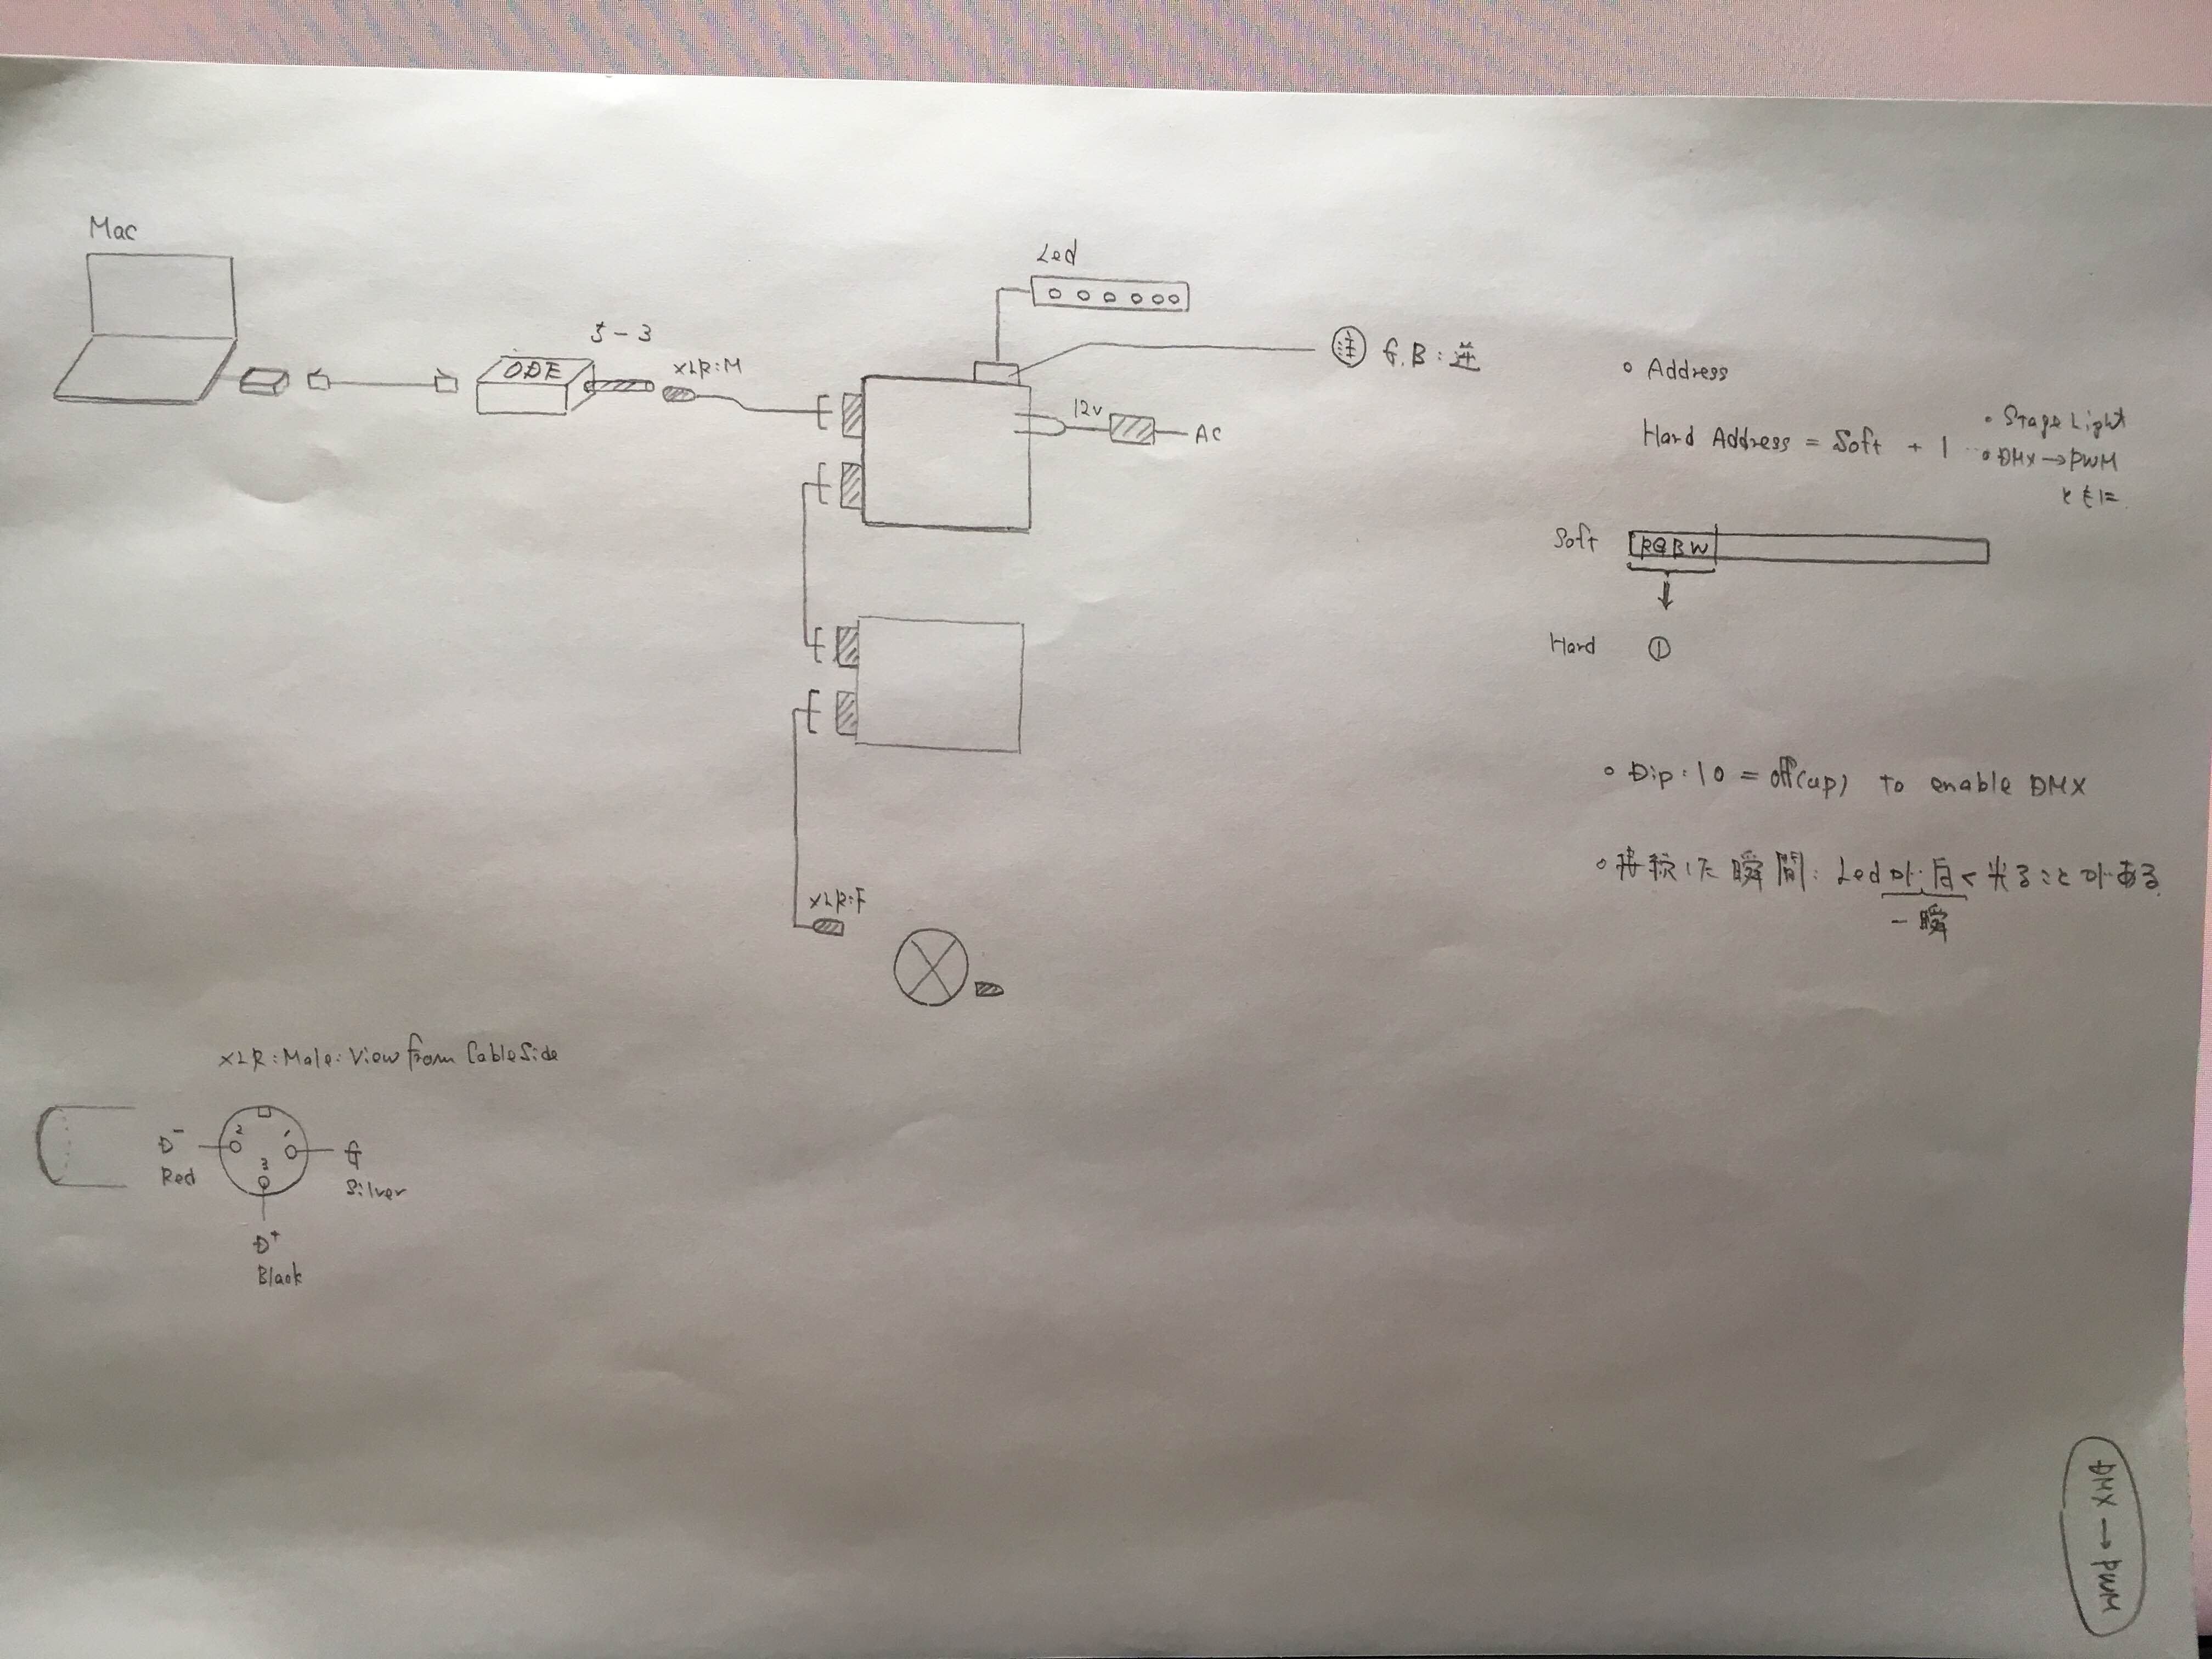 Mac
Led
5-3
ODE
XLR:M
12v
AC
注 G.B:逆
Address
Hard Address = Soft + 1
StageLight
DMX→PWM
ともに
Soft RGBW
Hard ①
Dip:10 = off(up) to enable DMX
接続した瞬間:Ledが白く光ることがある
一瞬
XLR:F
XLR:Male:View from CableSide
2
1
3
D-
Red
G
Silver
D+
Black
DMX→PWM